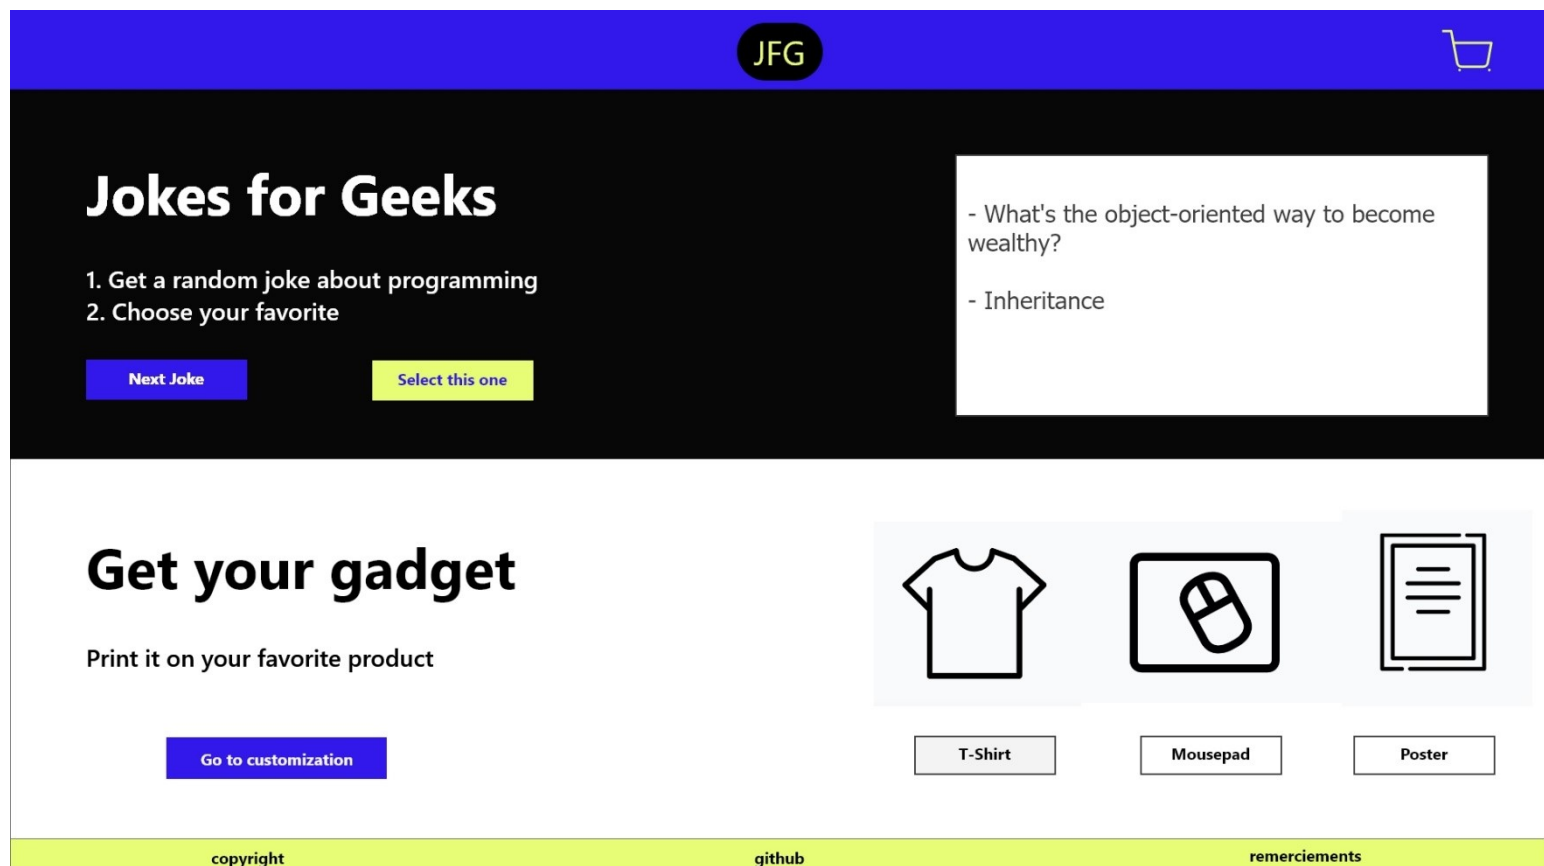 JFG
Jokes for Geeks
1. Get a random joke about programming
2. Choose your favorite
Next Joke
Select this one
- What's the object-oriented way to become
wealthy?
- Inheritance
Get your gadget
Print it on your favorite product
Go to customization
T-Shirt
Mousepad
Poster
copyright
github
remerciements